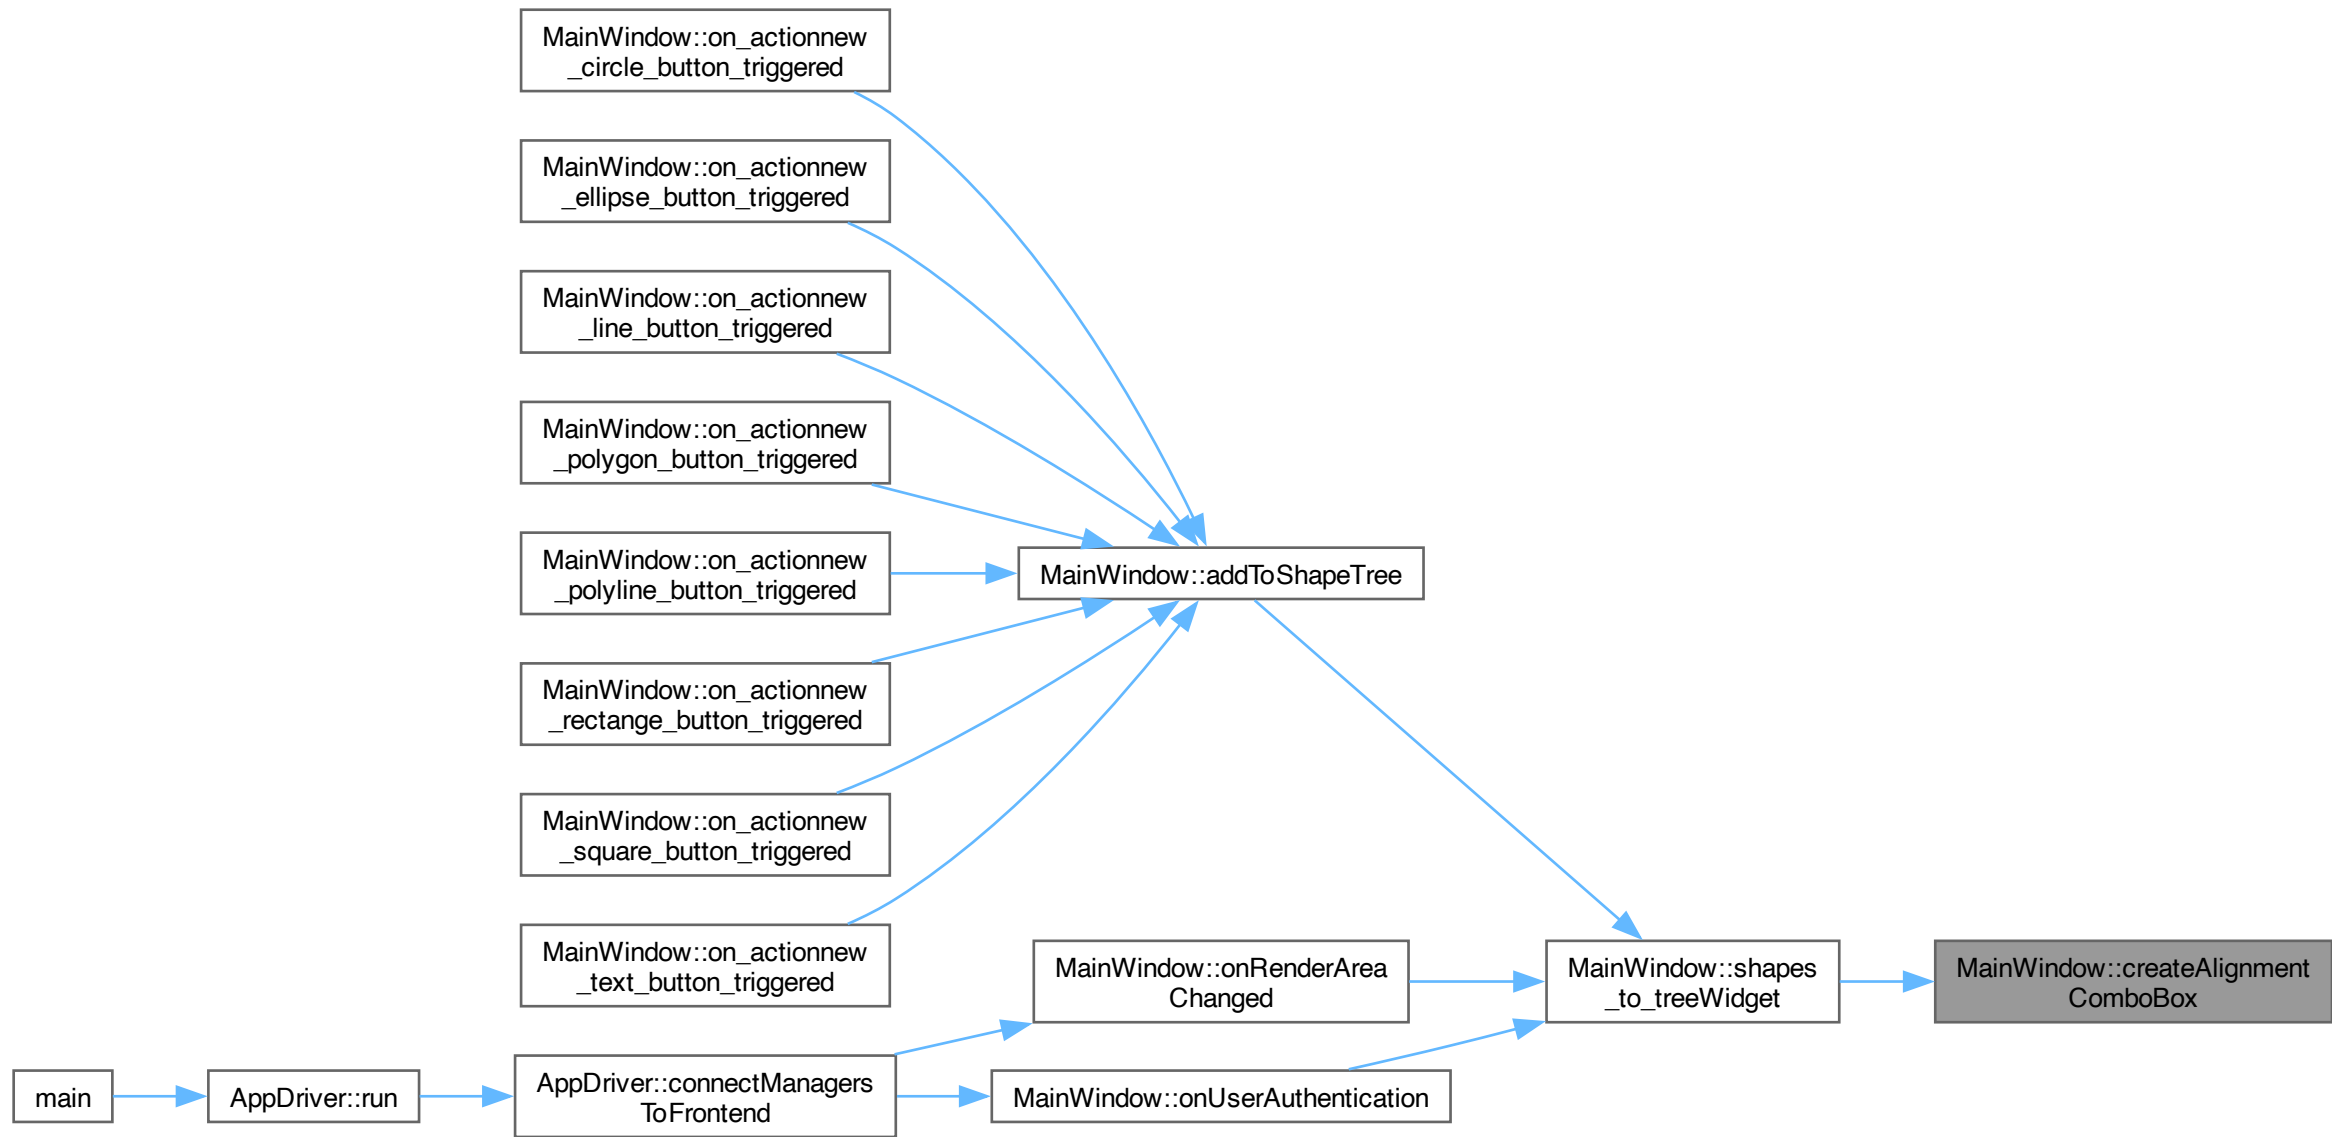 MainWindow::on_actionnew
_circle_button_triggered
MainWindow::on_actionnew
_ellipse_button_triggered
MainWindow::on_actionnew
_line_button_triggered
MainWindow::on_actionnew
_polygon_button_triggered
MainWindow::on_actionnew
_polyline_button_triggered
MainWindow::addToShapeTree
MainWindow::on_actionnew
_rectange_button_triggered
MainWindow::on_actionnew
_square_button_triggered
MainWindow::on_actionnew
_text_button_triggered
MainWindow::onRenderArea
Changed
MainWindow::shapes
_to_treeWidget
MainWindow::createAlignment
ComboBox
main
AppDriver::run
AppDriver::connectManagers
ToFrontend
MainWindow::onUserAuthentication